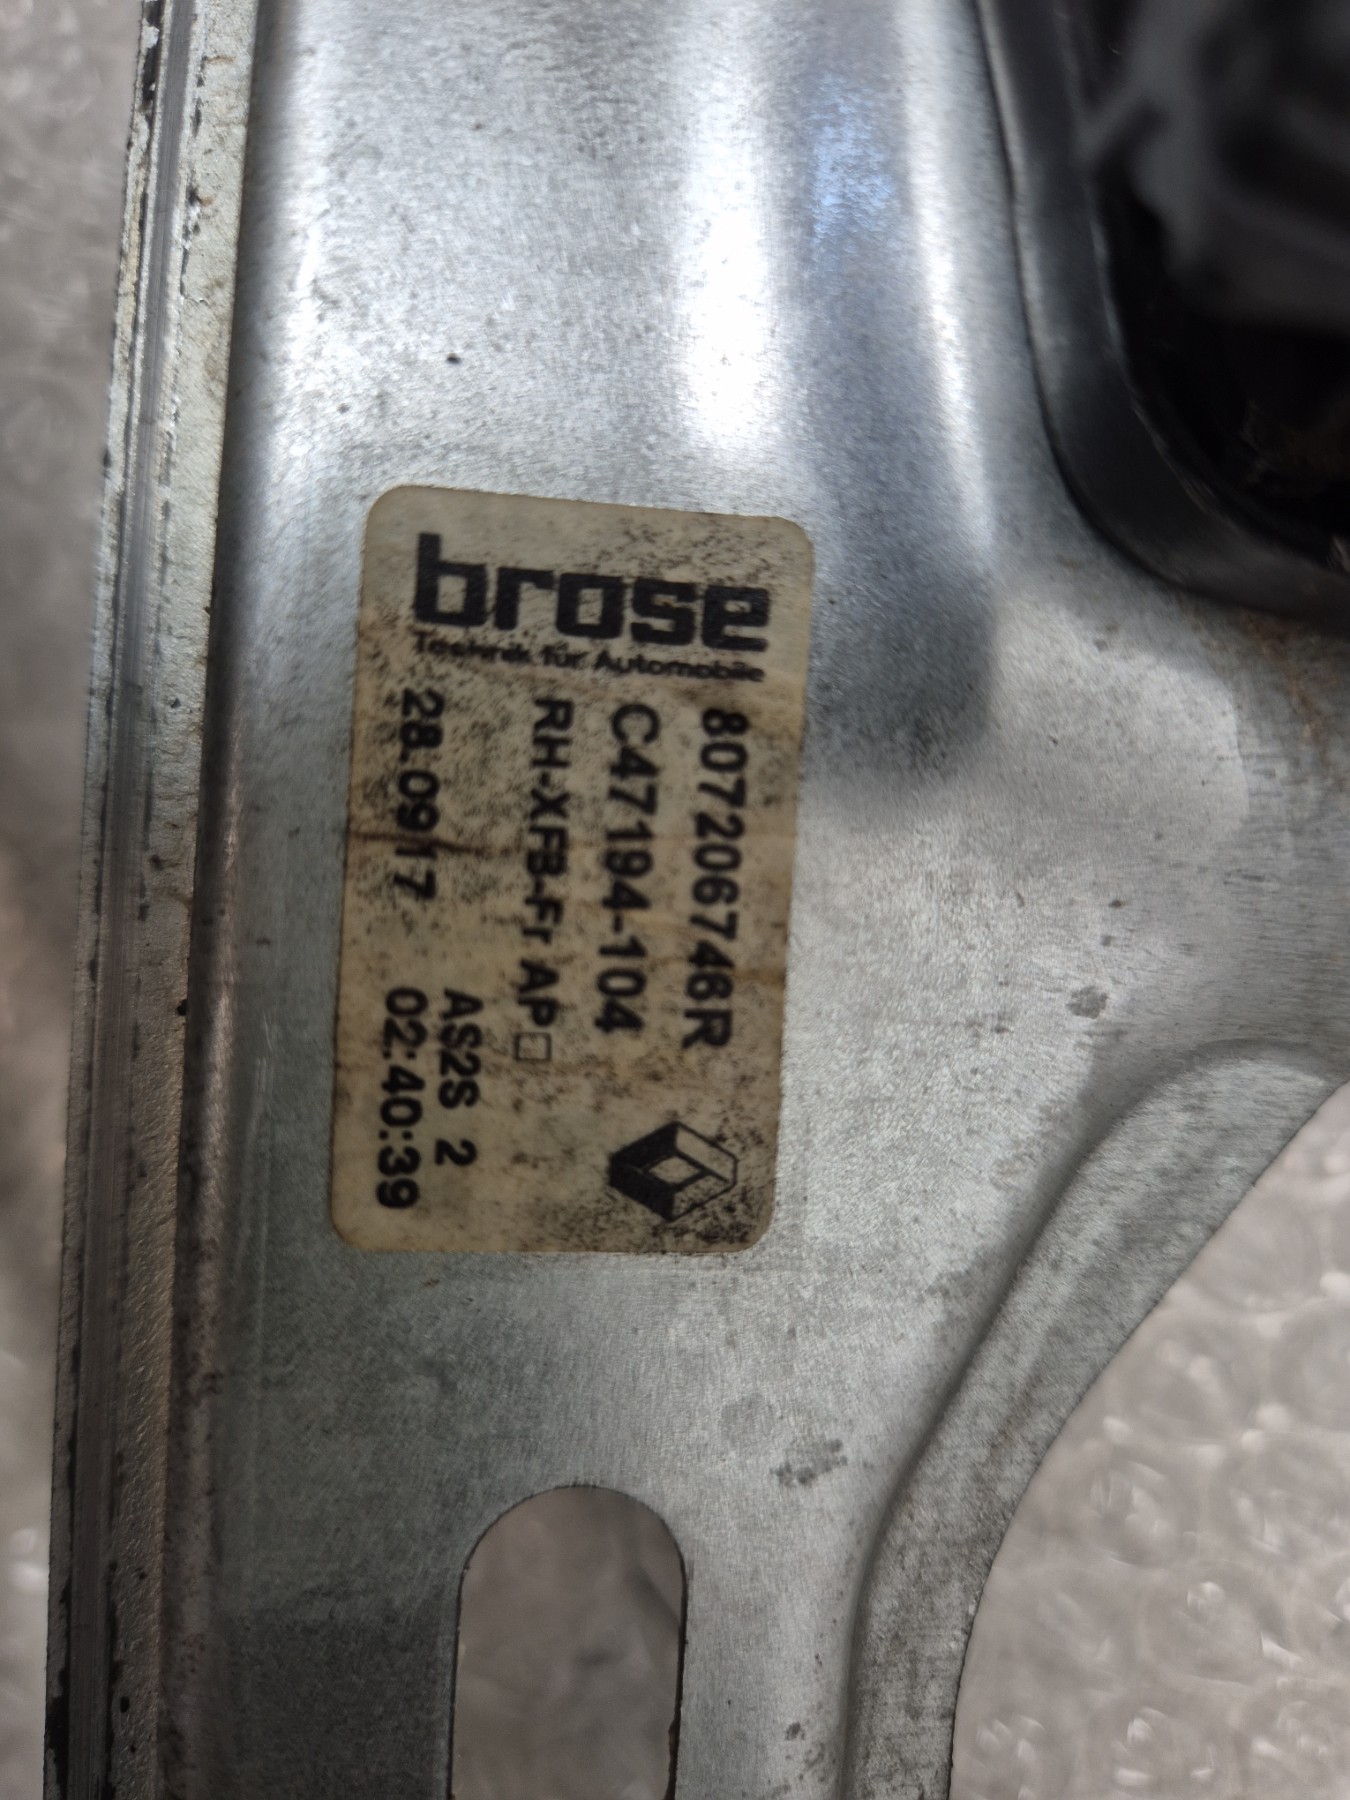 brose
Technik für Automobile
807206746R
C47194-104
RH-XFB-Fr AP
AS2S 2
28.09.17 02:40:39